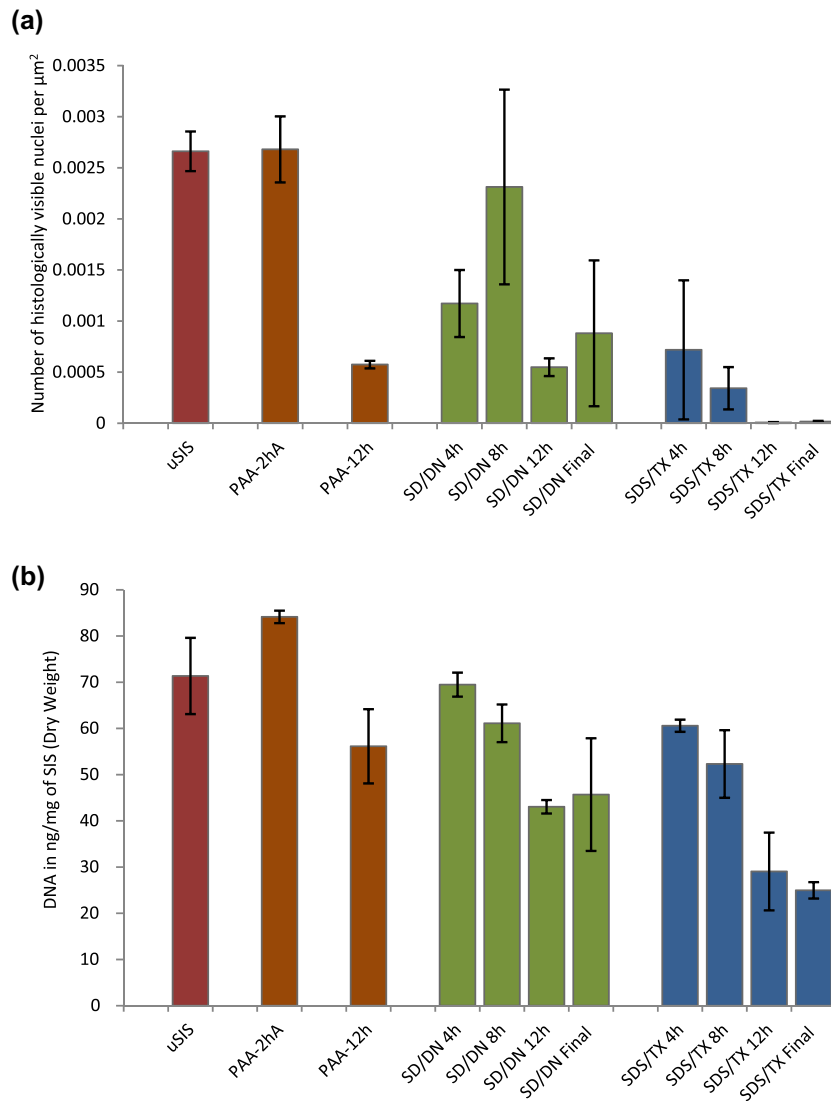 (a)
Number of histologically visible nuclei per µm²
0.0035
0.003
0.0025
0.002
0.0015
0.001
0.0005
0
uSIS
PAA-2hA
PAA-12h
SD/DN 4h
SD/DN 8h
SD/DN 12h
SD/DN Final
SDS/TX 4h
SDS/TX 8h
SDS/TX 12h
SDS/TX Final
(b)
DNA in ng/mg of SIS (Dry Weight)
90
80
70
60
50
40
30
20
10
0
uSIS
PAA-2hA
PAA-12h
SD/DN 4h
SD/DN 8h
SD/DN 12h
SD/DN Final
SDS/TX 4h
SDS/TX 8h
SDS/TX 12h
SDS/TX Final